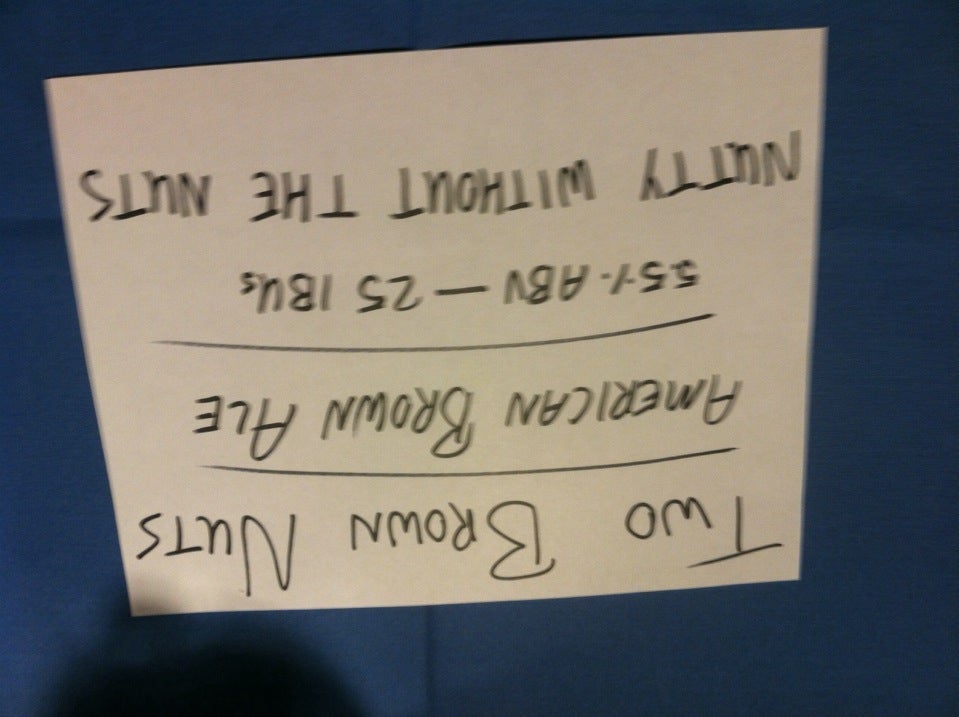 TWO BROWN NUTS
AMERICAN BROWN ALE
5.5% ABV — 25 IBUs
NUTTY WITHOUT THE NUTS